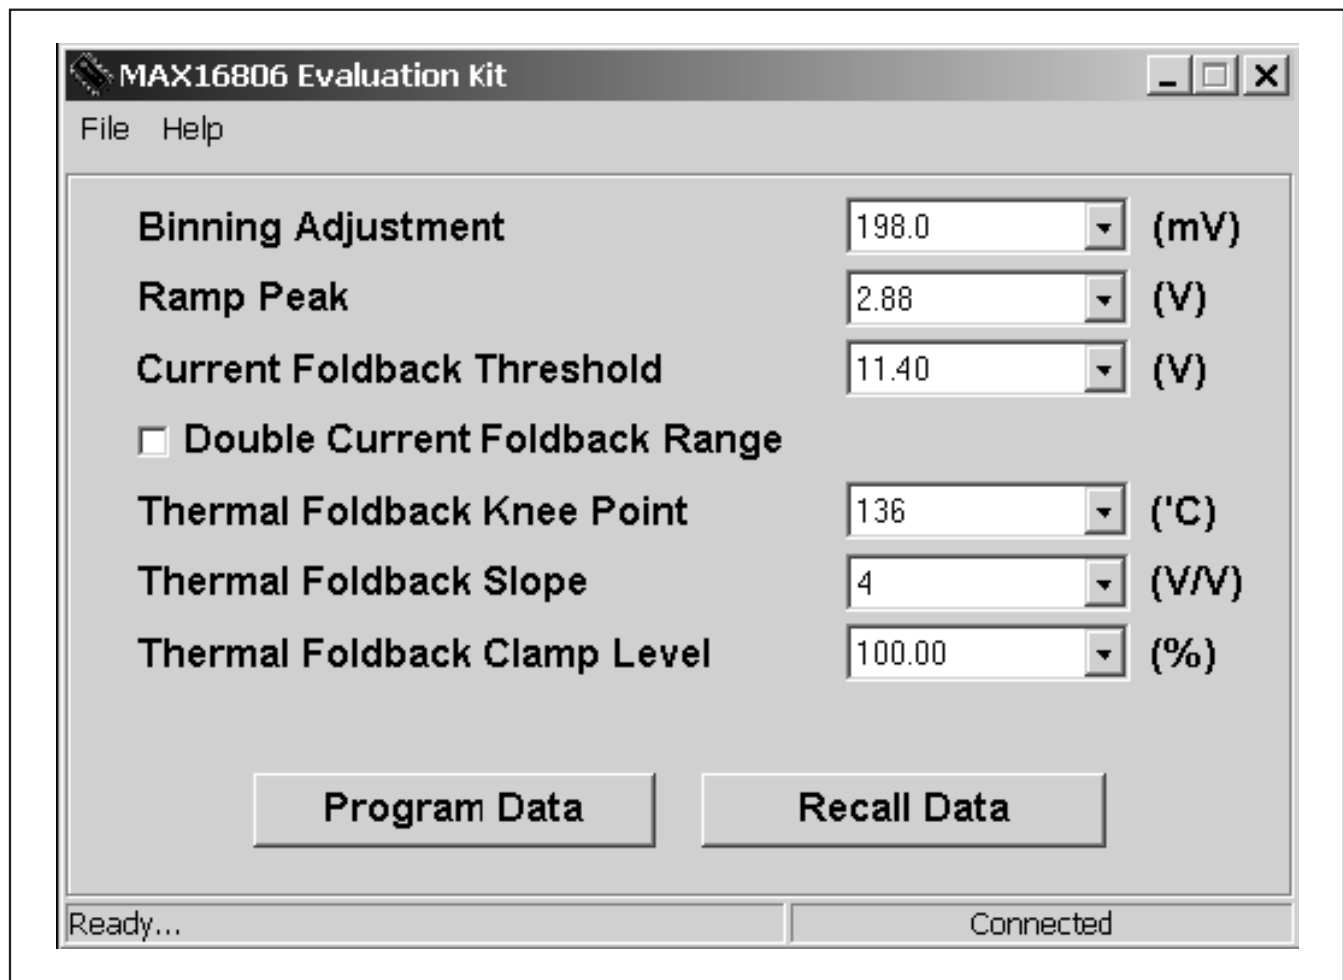 MAX16806 Evaluation Kit
File Help
Binning Adjustment 198.0 (mV)
Ramp Peak 2.88 (V)
Current Foldback Threshold 11.40 (V)
Double Current Foldback Range
Thermal Foldback Knee Point 136 ('C)
Thermal Foldback Slope 4 (V/V)
Thermal Foldback Clamp Level 100.00 (%)
Program Data Recall Data
Ready... Connected